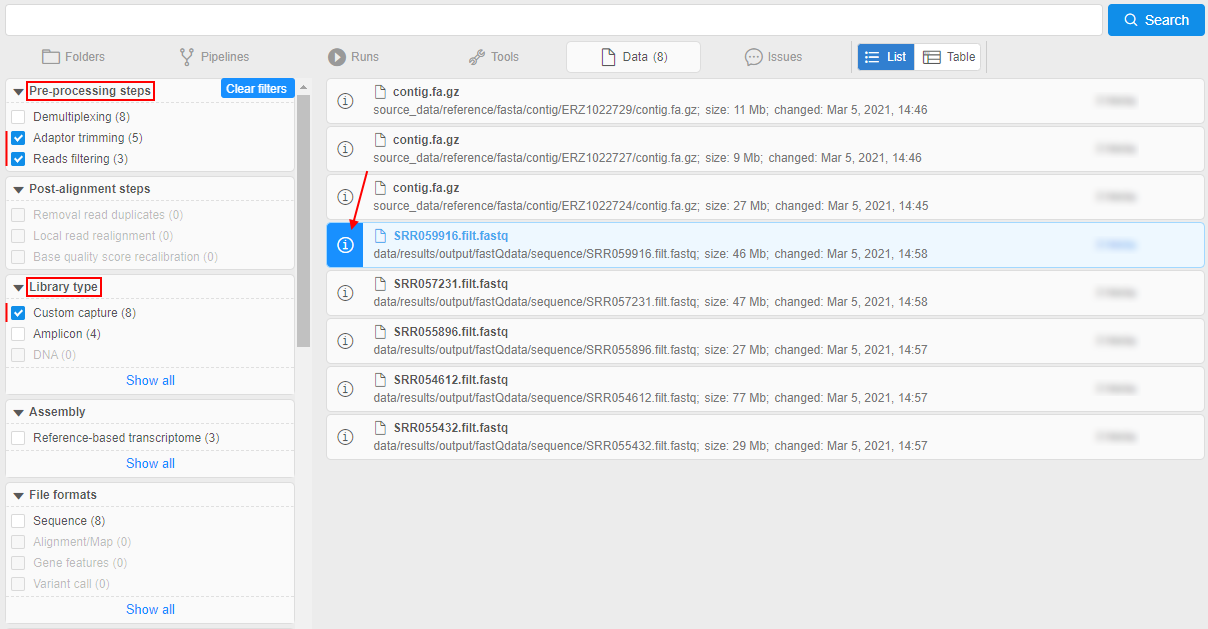 Search
Folders Pipelines Runs Tools Data (8) Issues List Table
Pre-processing steps Clear filters
Demultiplexing (8)
Adaptor trimming (5)
Reads filtering (3)
Post-alignment steps
Removal read duplicates (0)
Local read realignment (0)
Base quality score recalibration (0)
Library type
Custom capture (8)
Amplicon (4)
DNA (0)
Show all
Assembly
Reference-based transcriptome (3)
Show all
File formats
Sequence (8)
Alignment/Map (0)
Gene features (0)
Variant call (0)
Show all
contig.fa.gz
source_data/reference/fasta/contig/ERZ1022729/contig.fa.gz; size: 11 Mb; changed: Mar 5, 2021, 14:46
contig.fa.gz
source_data/reference/fasta/contig/ERZ1022727/contig.fa.gz; size: 9 Mb; changed: Mar 5, 2021, 14:46
contig.fa.gz
source_data/reference/fasta/contig/ERZ1022724/contig.fa.gz; size: 27 Mb; changed: Mar 5, 2021, 14:45
SRR059916.filt.fastq
data/results/output/fastQdata/sequence/SRR059916.filt.fastq; size: 46 Mb; changed: Mar 5, 2021, 14:58
SRR057231.filt.fastq
data/results/output/fastQdata/sequence/SRR057231.filt.fastq; size: 47 Mb; changed: Mar 5, 2021, 14:58
SRR055896.filt.fastq
data/results/output/fastQdata/sequence/SRR055896.filt.fastq; size: 27 Mb; changed: Mar 5, 2021, 14:57
SRR054612.filt.fastq
data/results/output/fastQdata/sequence/SRR054612.filt.fastq; size: 77 Mb; changed: Mar 5, 2021, 14:57
SRR055432.filt.fastq
data/results/output/fastQdata/sequence/SRR055432.filt.fastq; size: 29 Mb; changed: Mar 5, 2021, 14:57